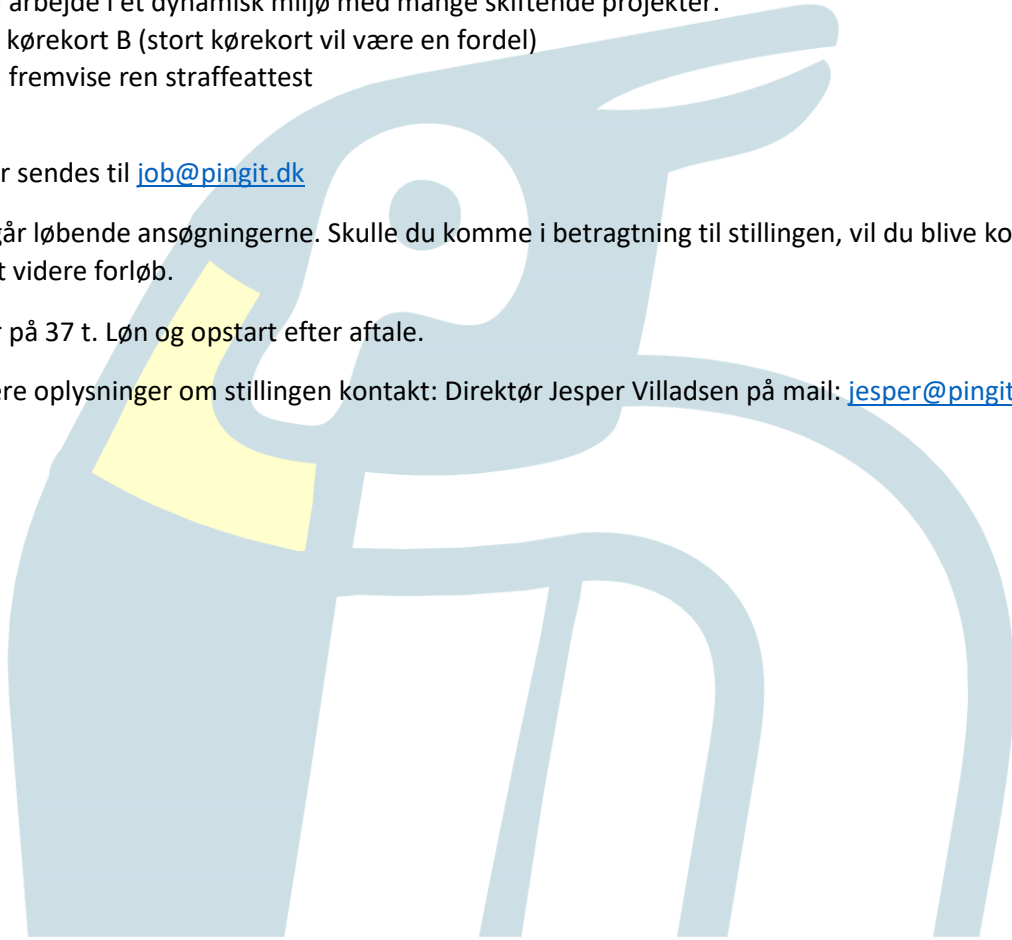 arbejde i et dynamisk miljø med mange skiftende projekter.
kørekort B (stort kørekort vil være en fordel)
fremvise ren straffeattest
r sendes til job@pingit.dk
går løbende ansøgningerne. Skulle du komme i betragtning til stillingen, vil du blive ko
t videre forløb.
r på 37 t. Løn og opstart efter aftale.
ere oplysninger om stillingen kontakt: Direktør Jesper Villadsen på mail: jesper@pingit